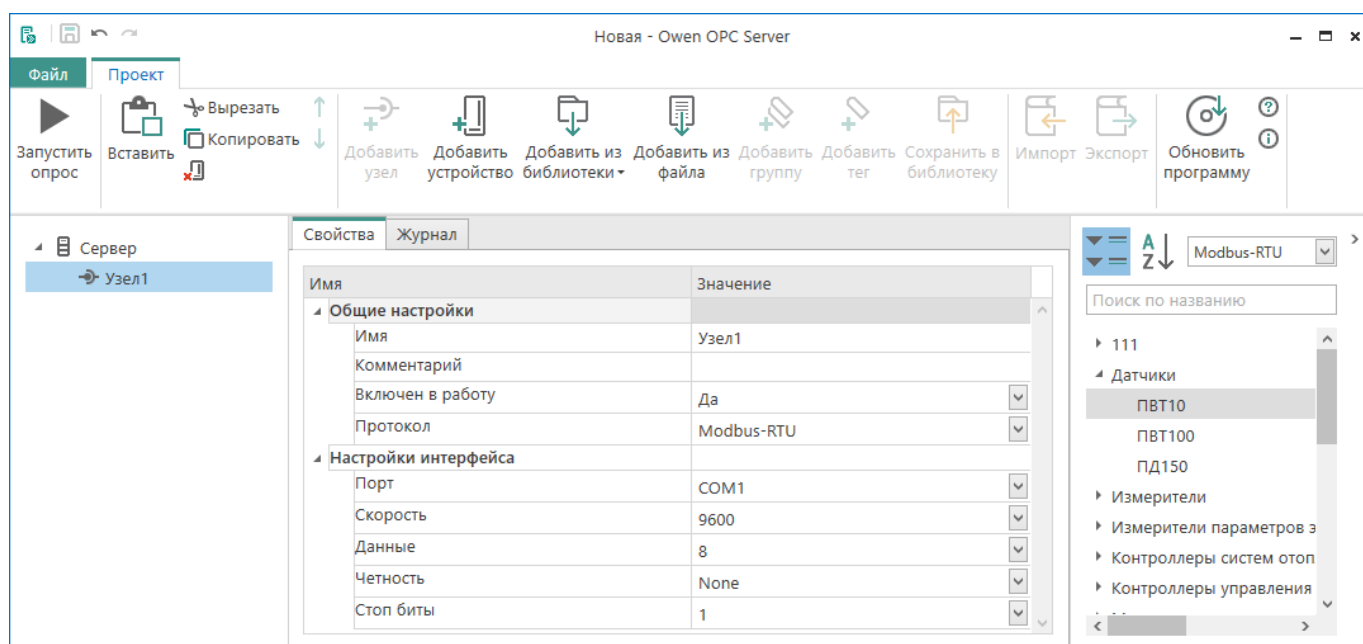 Новая - Owen OPC Server
Файл
Проект
Запустить опрос
Вставить
Вырезать
Копировать
Добавить узел
Добавить устройство
Добавить из библиотеки
Добавить из файла
Добавить группу
Добавить тег
Сохранить в библиотеку
Импорт
Экспорт
Обновить программу
Сервер
Узел1
Свойства
Журнал
Имя Значение
Общие настройки
Имя Узел1
Комментарий
Включен в работу Да
Протокол Modbus-RTU
Настройки интерфейса
Порт COM1
Скорость 9600
Данные 8
Четность None
Стоп биты 1
A
Z
Modbus-RTU
Поиск по названию
111
Датчики
ПВТ10
ПВТ100
ПД150
Измерители
Измерители параметров э
Контроллеры систем отоп
Контроллеры управления